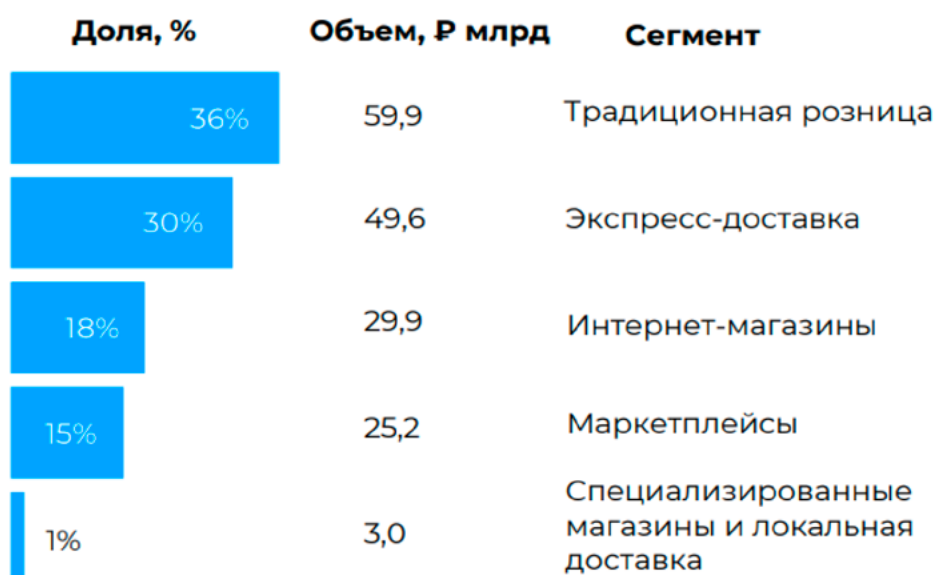 Доля, % Объем, ₽ млрд Сегмент
36% 59,9 Традиционная розница
30% 49,6 Экспресс-доставка
18% 29,9 Интернет-магазины
15% 25,2 Маркетплейсы
1% 3,0 Специализированные
магазины и локальная
доставка